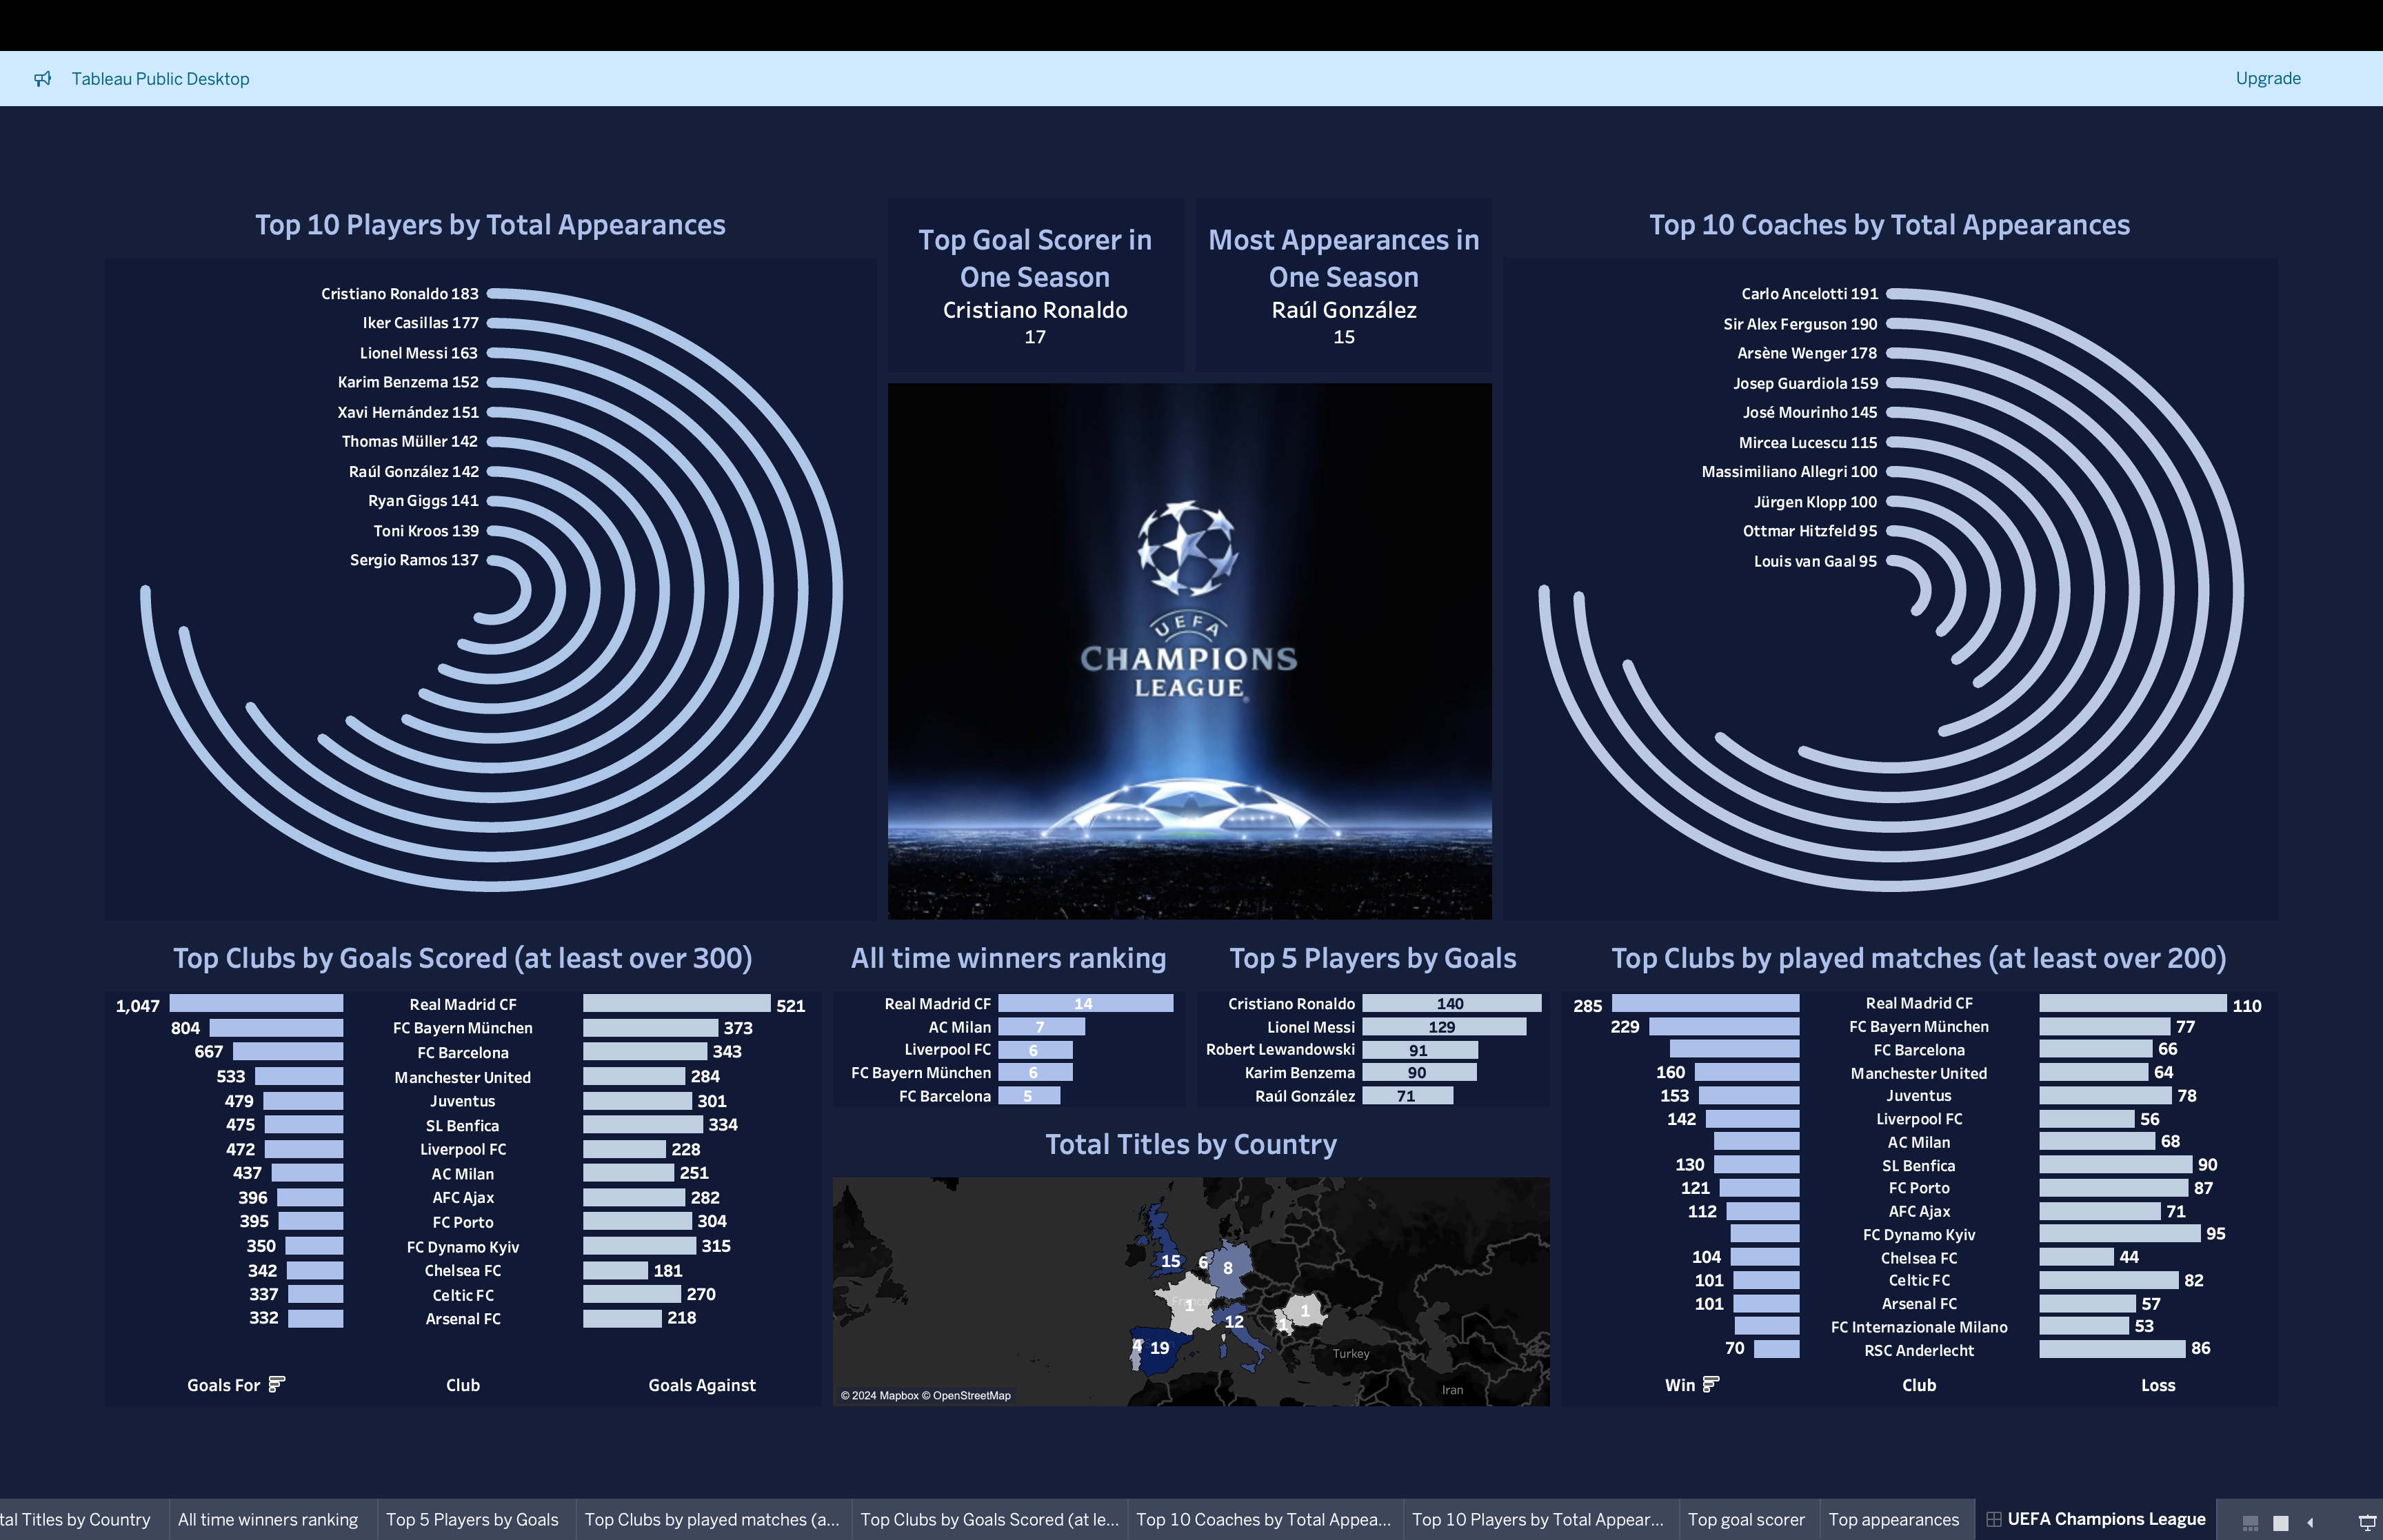 Tableau Public Desktop
Upgrade
Top 10 Players by Total Appearances
Cristiano Ronaldo 183
Iker Casillas 177
Lionel Messi 163
Karim Benzema 152
Xavi Hernández 151
Thomas Müller 142
Raúl González 142
Ryan Giggs 141
Toni Kroos 139
Sergio Ramos 137
Top Goal Scorer in
One Season
Cristiano Ronaldo
17
Most Appearances in
One Season
Raúl González
15
UEFA
CHAMPIONS
LEAGUE
Top 10 Coaches by Total Appearances
Carlo Ancelotti 191
Sir Alex Ferguson 190
Arsène Wenger 178
Josep Guardiola 159
José Mourinho 145
Mircea Lucescu 115
Massimiliano Allegri 100
Jürgen Klopp 100
Ottmar Hitzfeld 95
Louis van Gaal 95
Top Clubs by Goals Scored (at least over 300)
1,047 Real Madrid CF 521
804 FC Bayern München 373
667 FC Barcelona 343
533 Manchester United 284
479 Juventus 301
475 SL Benfica 334
472 Liverpool FC 228
437 AC Milan 251
396 AFC Ajax 282
395 FC Porto 304
350 FC Dynamo Kyiv 315
342 Chelsea FC 181
337 Celtic FC 270
332 Arsenal FC 218
Goals For Club Goals Against
All time winners ranking
Real Madrid CF 14
AC Milan 7
Liverpool FC 6
FC Bayern München 6
FC Barcelona 5
Top 5 Players by Goals
Cristiano Ronaldo 140
Lionel Messi 129
Robert Lewandowski 91
Karim Benzema 90
Raúl González 71
Total Titles by Country
15
6
8
France
1
12
1
1
4
19
Turkey
Iran
© 2024 Mapbox © OpenStreetMap
Top Clubs by played matches (at least over 200)
285 Real Madrid CF 110
229 FC Bayern München 77
FC Barcelona 66
160 Manchester United 64
153 Juventus 78
142 Liverpool FC 56
AC Milan 68
130 SL Benfica 90
121 FC Porto 87
112 AFC Ajax 71
FC Dynamo Kyiv 95
104 Chelsea FC 44
101 Celtic FC 82
101 Arsenal FC 57
FC Internazionale Milano 53
70 RSC Anderlecht 86
Win Club Loss
tal Titles by Country
All time winners ranking
Top 5 Players by Goals
Top Clubs by played matches (a...
Top Clubs by Goals Scored (at le...
Top 10 Coaches by Total Appea...
Top 10 Players by Total Appear...
Top goal scorer
Top appearances
UEFA Champions League